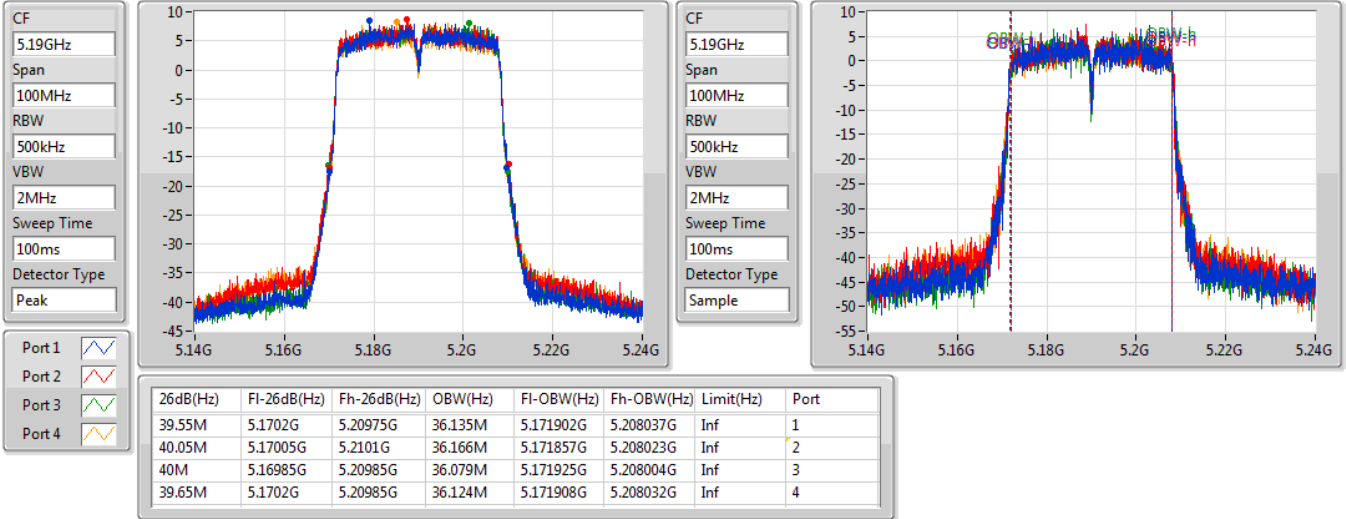 CF
5.19GHz
Span
100MHz
RBW
500kHz
VBW
2MHz
Sweep Time
100ms
Detector Type
Peak
10
5
0
-5
-10
-15
-20
-25
-30
-35
-40
-45
5.14G 5.16G 5.18G 5.2G 5.22G 5.24G
CF
5.19GHz
Span
100MHz
RBW
500kHz
VBW
2MHz
Sweep Time
100ms
Detector Type
Sample
10
5
0
-5
-10
-15
-20
-25
-30
-35
-40
-45
-50
-55
5.14G 5.16G 5.18G 5.2G 5.22G 5.24G
Port 1
Port 2
Port 3
Port 4
26dB(Hz) Fl-26dB(Hz) Fh-26dB(Hz) OBW(Hz) Fl-OBW(Hz) Fh-OBW(Hz) Limit(Hz) Port
39.55M 5.1702G 5.20975G 36.135M 5.171902G 5.208037G Inf 1
40.05M 5.17005G 5.2101G 36.166M 5.171857G 5.208023G Inf 2
40M 5.16985G 5.20985G 36.079M 5.171925G 5.208004G Inf 3
39.65M 5.1702G 5.20985G 36.124M 5.171908G 5.208032G Inf 4